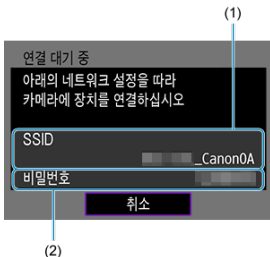 (1)
연결 대기 중
아래의 네트워크 설정을 따라
카메라에 장치를 연결하십시오
SSID
_Canon0A
비밀번호
취소
(2)